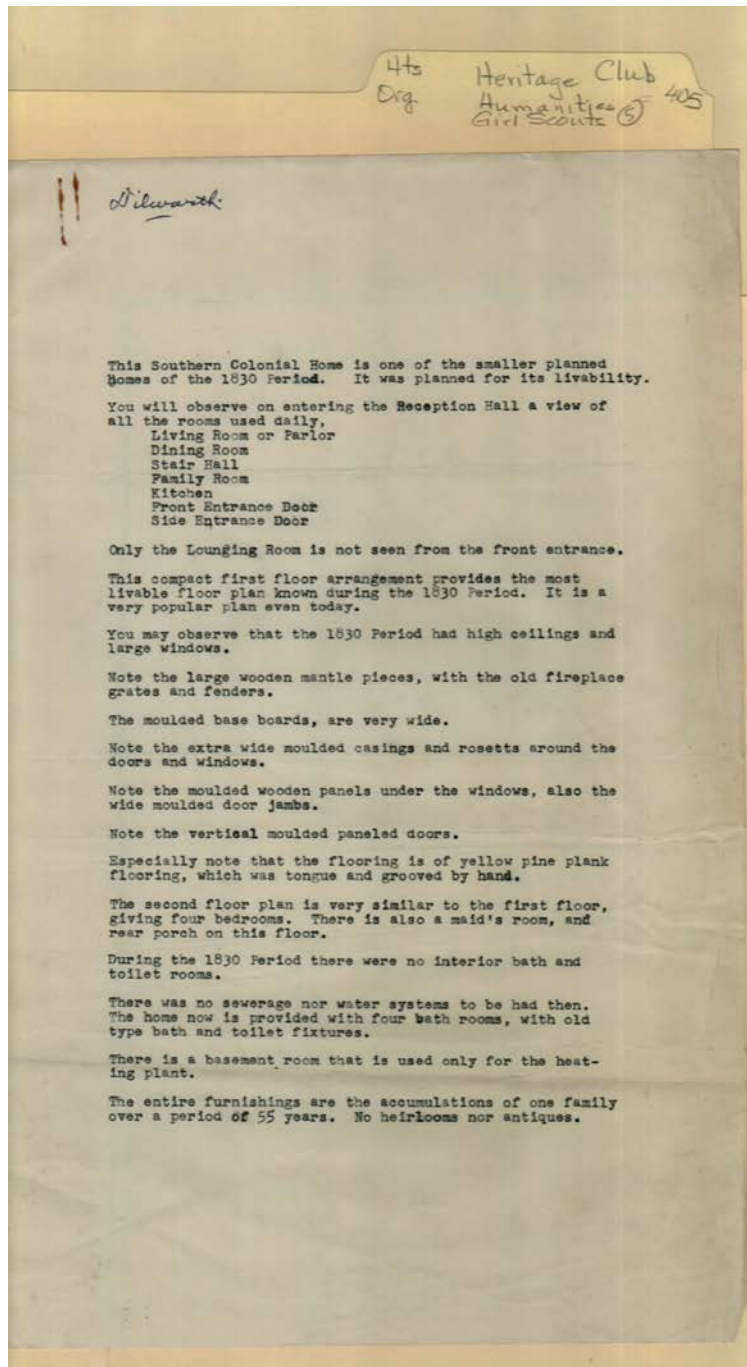 4ts Heritage Club
Org. Humanities 405
Girl Scouts ⑤
Dilworth
This Southern Colonial Home is one of the smaller planned
homes of the 1830 Period. It was planned for its livability.
You will observe on entering the Reception Hall a view of
all the rooms used daily,
Living Room or Parlor
Dining Room
Stair Hall
Family Room
Kitchen
Front Entrance Door
Side Entrance Door
Only the Lounging Room is not seen from the front entrance.
This compact first floor arrangement provides the most
livable floor plan known during the 1830 Period. It is a
very popular plan even today.
You may observe that the 1830 Period had high ceilings and
large windows.
Note the large wooden mantle pieces, with the old fireplace
grates and fenders.
The moulded base boards, are very wide.
Note the extra wide moulded casings and rosetts around the
doors and windows.
Note the moulded wooden panels under the windows, also the
wide moulded door jambs.
Note the vertical moulded paneled doors.
Especially note that the flooring is of yellow pine plank
flooring, which was tongue and grooved by hand.
The second floor plan is very similar to the first floor,
giving four bedrooms. There is also a maid's room, and
rear porch on this floor.
During the 1830 Period there were no interior bath and
toilet rooms.
There was no sewerage nor water systems to be had then.
The home now is provided with four bath rooms, with old
type bath and toilet fixtures.
There is a basement room that is used only for the heat-
ing plant.
The entire furnishings are the accumulations of one family
over a period of 55 years. No heirlooms nor antiques.